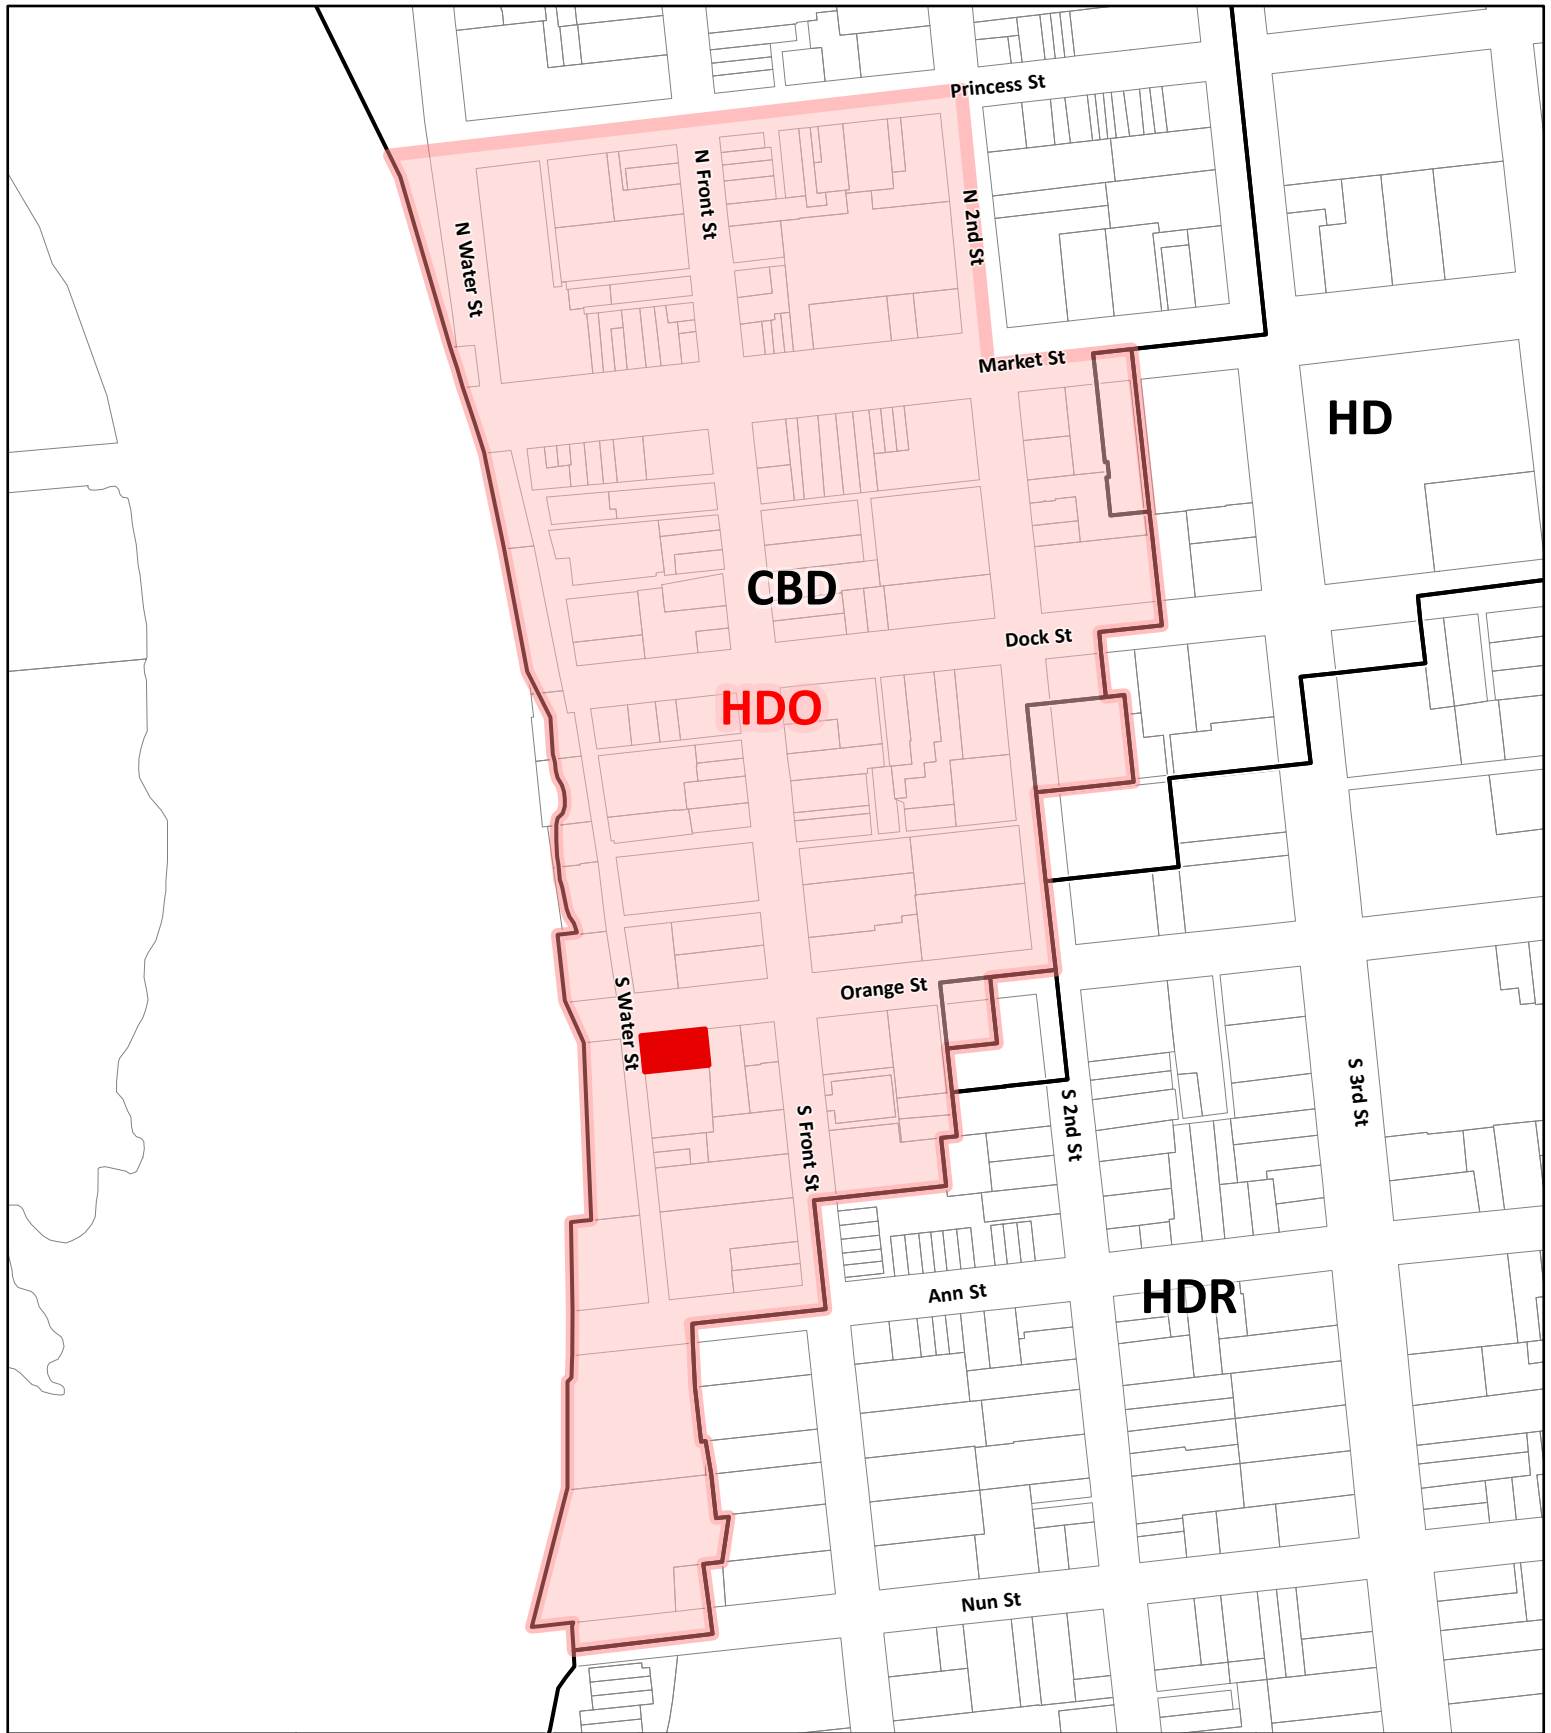 Princess St
N Front St
N 2nd St
N Water St
Market St
HD
CBD
Dock St
HDO
S Water St
Orange St
S 3rd St
S 2nd St
S Front St
Ann St
HDR
Nun St